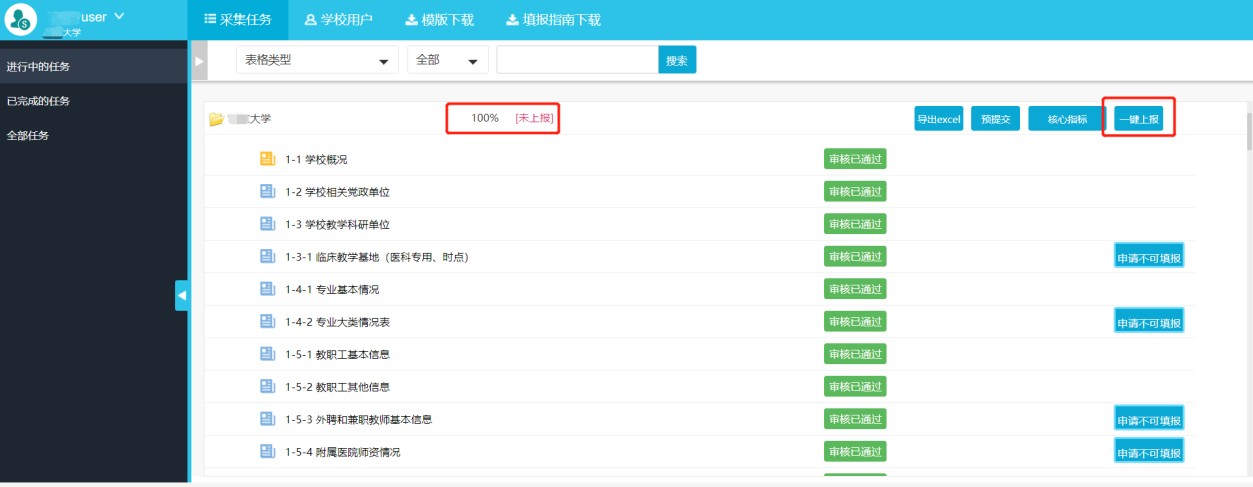 user
大学
采集任务 学校用户 模版下载 填报指南下载
进行中的任务
已完成的任务
全部任务
表格类型 全部 搜索
大学 100% [未上报] 导出excel 预提交 核心指标 一键上报
1-1 学校概况 审核已通过
1-2 学校相关党政单位 审核已通过
1-3 学校教学科研单位 审核已通过
1-3-1 临床教学基地（医科专用、时点） 审核已通过 申请不可填报
1-4-1 专业基本情况 审核已通过
1-4-2 专业大类情况表 审核已通过 申请不可填报
1-5-1 教职工基本信息 审核已通过
1-5-2 教职工其他信息 审核已通过
1-5-3 外聘和兼职教师基本信息 审核已通过 申请不可填报
1-5-4 附属医院师资情况 审核已通过 申请不可填报